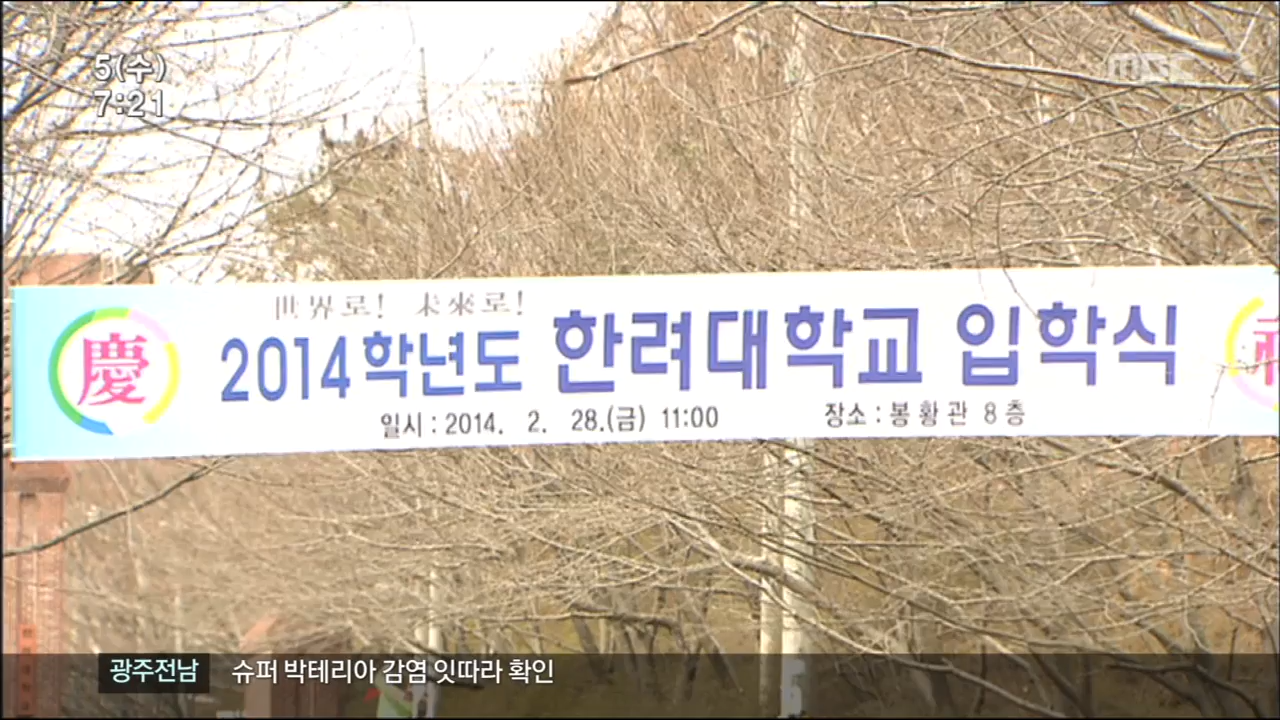 5(수)
7:21
MBC
世界로! 未來로!
慶
2014학년도 한려대학교 입학식
일시 : 2014. 2. 28.(금) 11:00 장소 : 봉황관 8층
광주전남 슈퍼 박테리아 감염 잇따라 확인